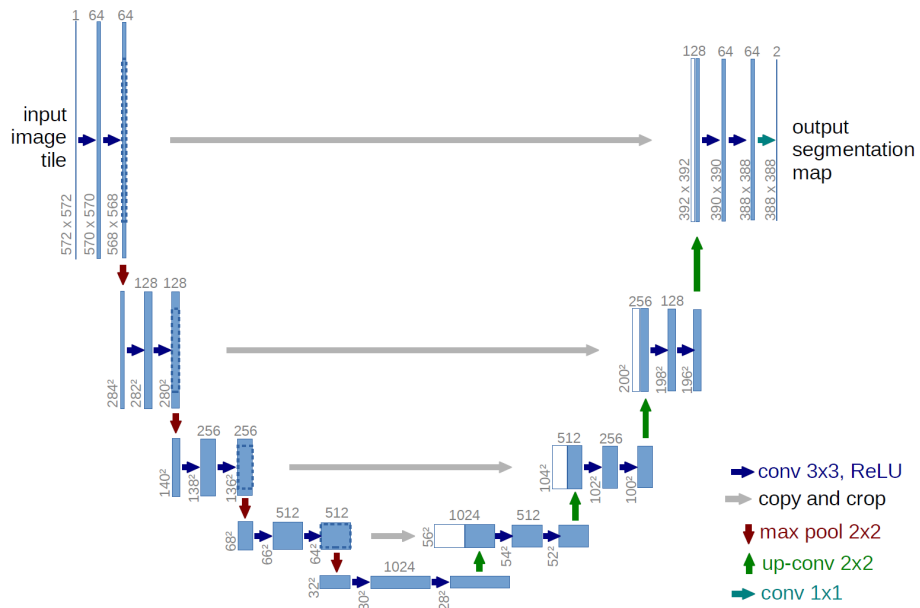 1 64 64
input
image
tile
572 x 572
570 x 570
568 x 568
128 64 64 2
output
segmentation
map
392 x 392
390 x 390
388 x 388
388 x 388
128 128
284²
282²
280²
256 128
200²
198²
196²
256 256
140²
138²
136²
512 256
104²
102²
100²
512 512
68²
66²
64²
1024 512
56²
54²
52²
1024
32²
30²
28²
conv 3x3, ReLU
copy and crop
max pool 2x2
up-conv 2x2
conv 1x1